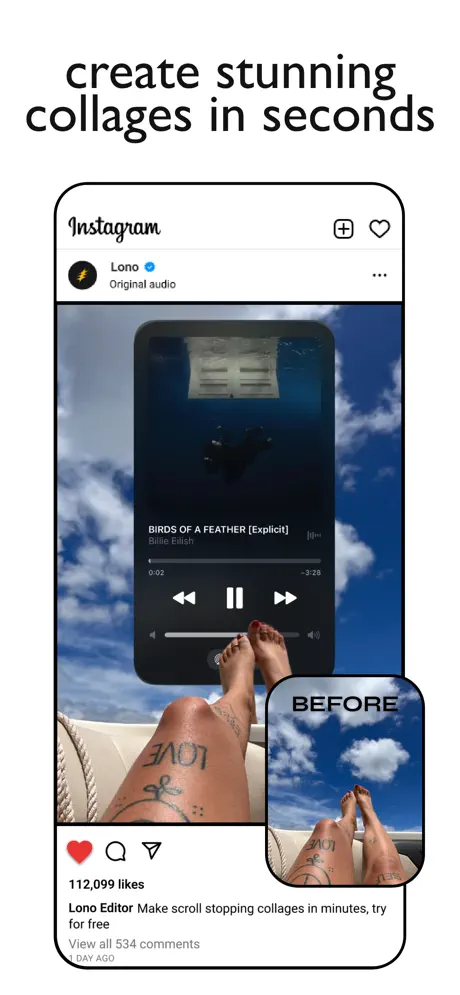 create stunning
collages in seconds
Instagram
Lono
Original audio
BIRDS OF A FEATHER [Explicit]
Billie Eilish
0:02
−3:28
LOVE
BEFORE
LOVE
112,099 likes
Lono Editor Make scroll stopping collages in minutes, try
for free
View all 534 comments
1 DAY AGO